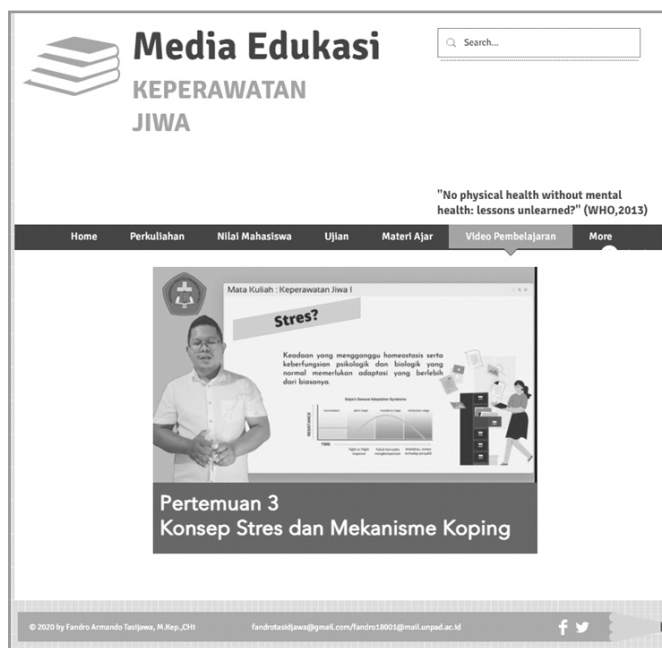 Media Edukasi
KEPERAWATAN
JIWA
Search...
"No physical health without mental
health: lessons unlearned?" (WHO,2013)
Home Perkuliahan Nilai Mahasiswa Ujian Materi Ajar Video Pembelajaran More
Mata Kuliah : Keperawatan Jiwa I
Stres?
Keadaan yang mengganggu homeostasis serta
keberfungsian psikologik dan biologik yang
normal memerlukan adaptasi yang berlebih
dari biasanya.
Selye's General Adaptation Syndrome
RESISTANCE
TIME
Pertemuan 3
Konsep Stres dan Mekanisme Koping
© 2020 by Fandro Armando Tasijawa, M.Kep.,CHt
fandrotasidjawa@gmail.com/fandro18001@mail.unpad.ac.id